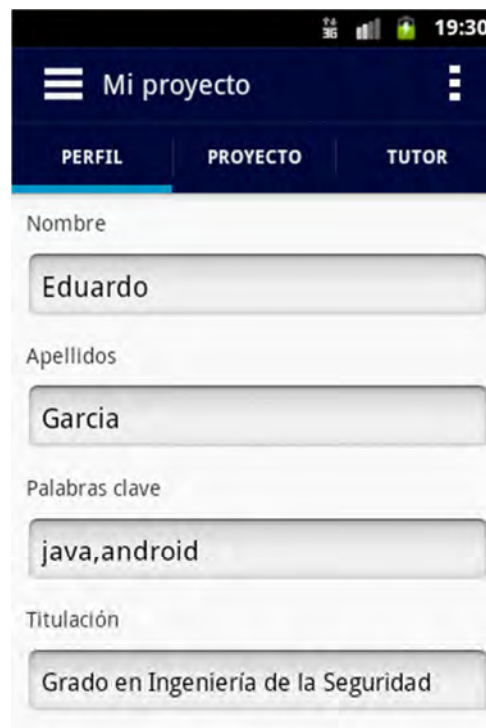 3G 19:30
Mi proyecto
PERFIL PROYECTO TUTOR
Nombre
Eduardo
Apellidos
Garcia
Palabras clave
java,android
Titulación
Grado en Ingeniería de la Seguridad